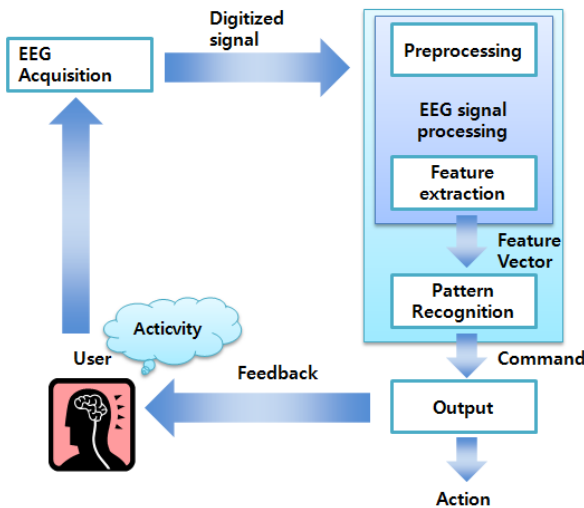 Digitized
signal
EEG
Acquisition
Preprocessing
EEG signal
processing
Feature
extraction
Feature
Vector
Pattern
Recognition
Acticvity
User
Command
Feedback
Output
Action